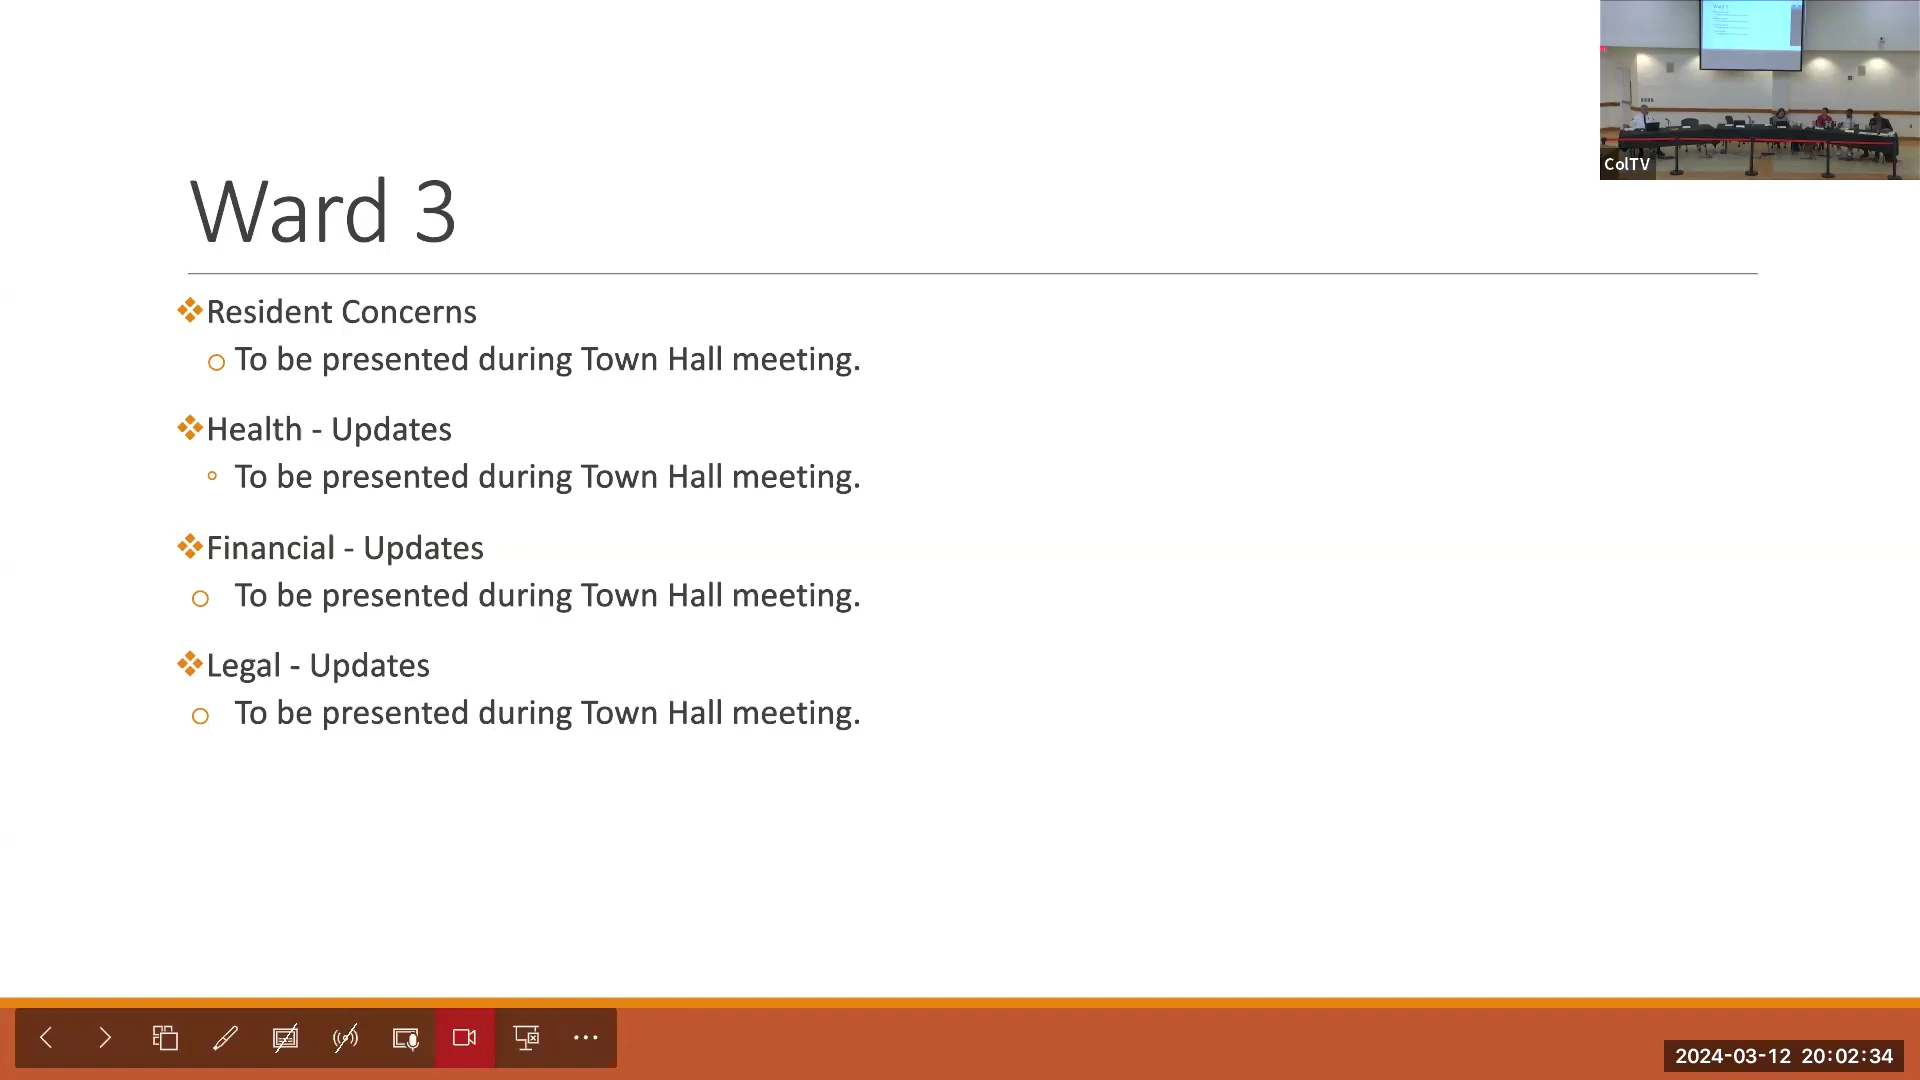 ColTV
Ward 3
Resident Concerns
To be presented during Town Hall meeting.
Health - Updates
To be presented during Town Hall meeting.
Financial - Updates
To be presented during Town Hall meeting.
Legal - Updates
To be presented during Town Hall meeting.
2024-03-12 20:02:34